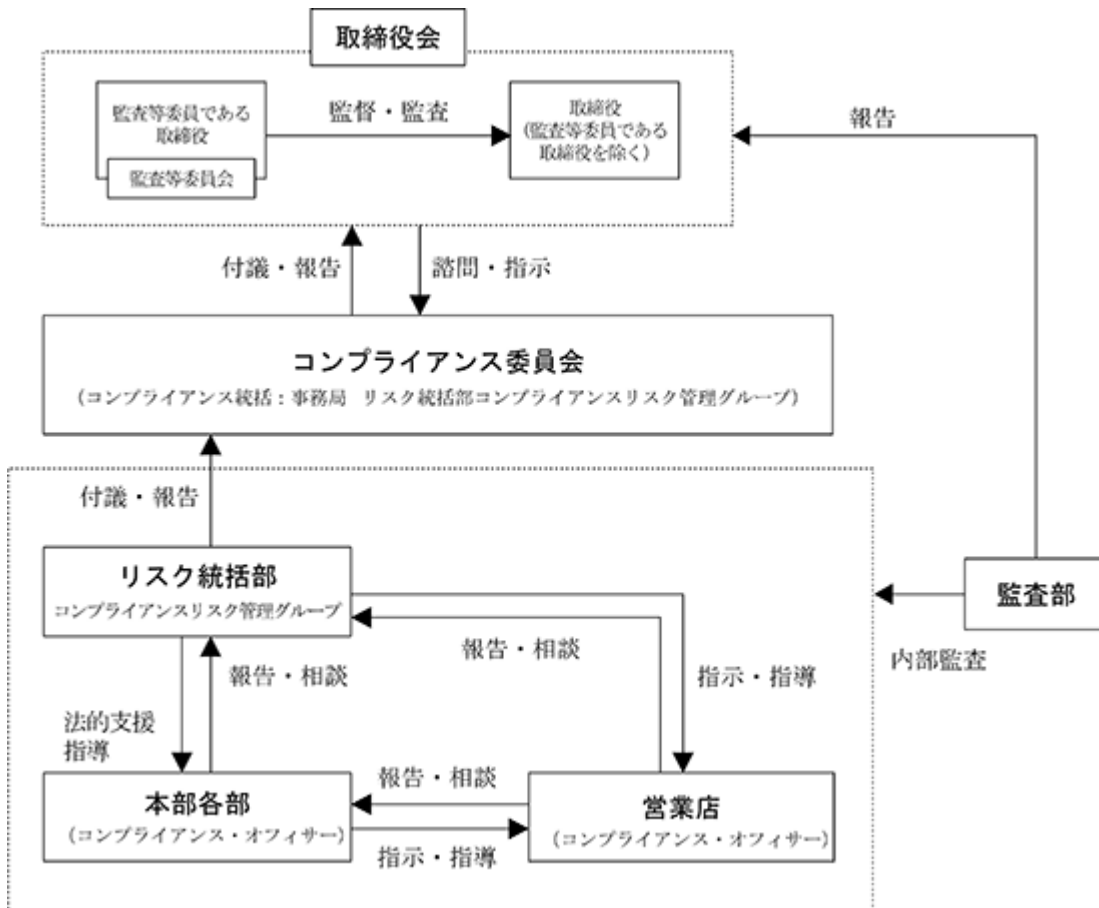 取締役会
監査等委員である
取締役
監査等委員会
監督・監査
取締役
(監査等委員である
取締役を除く)
報告
付議・報告
諮問・指示
コンプライアンス委員会
(コンプライアンス統括：事務局　リスク統括部コンプライアンスリスク管理グループ)
付議・報告
リスク統括部
コンプライアンスリスク管理グループ
監査部
内部監査
報告・相談
報告・相談
指示・指導
法的支援
指導
本部各部
(コンプライアンス・オフィサー)
報告・相談
指示・指導
営業店
(コンプライアンス・オフィサー)